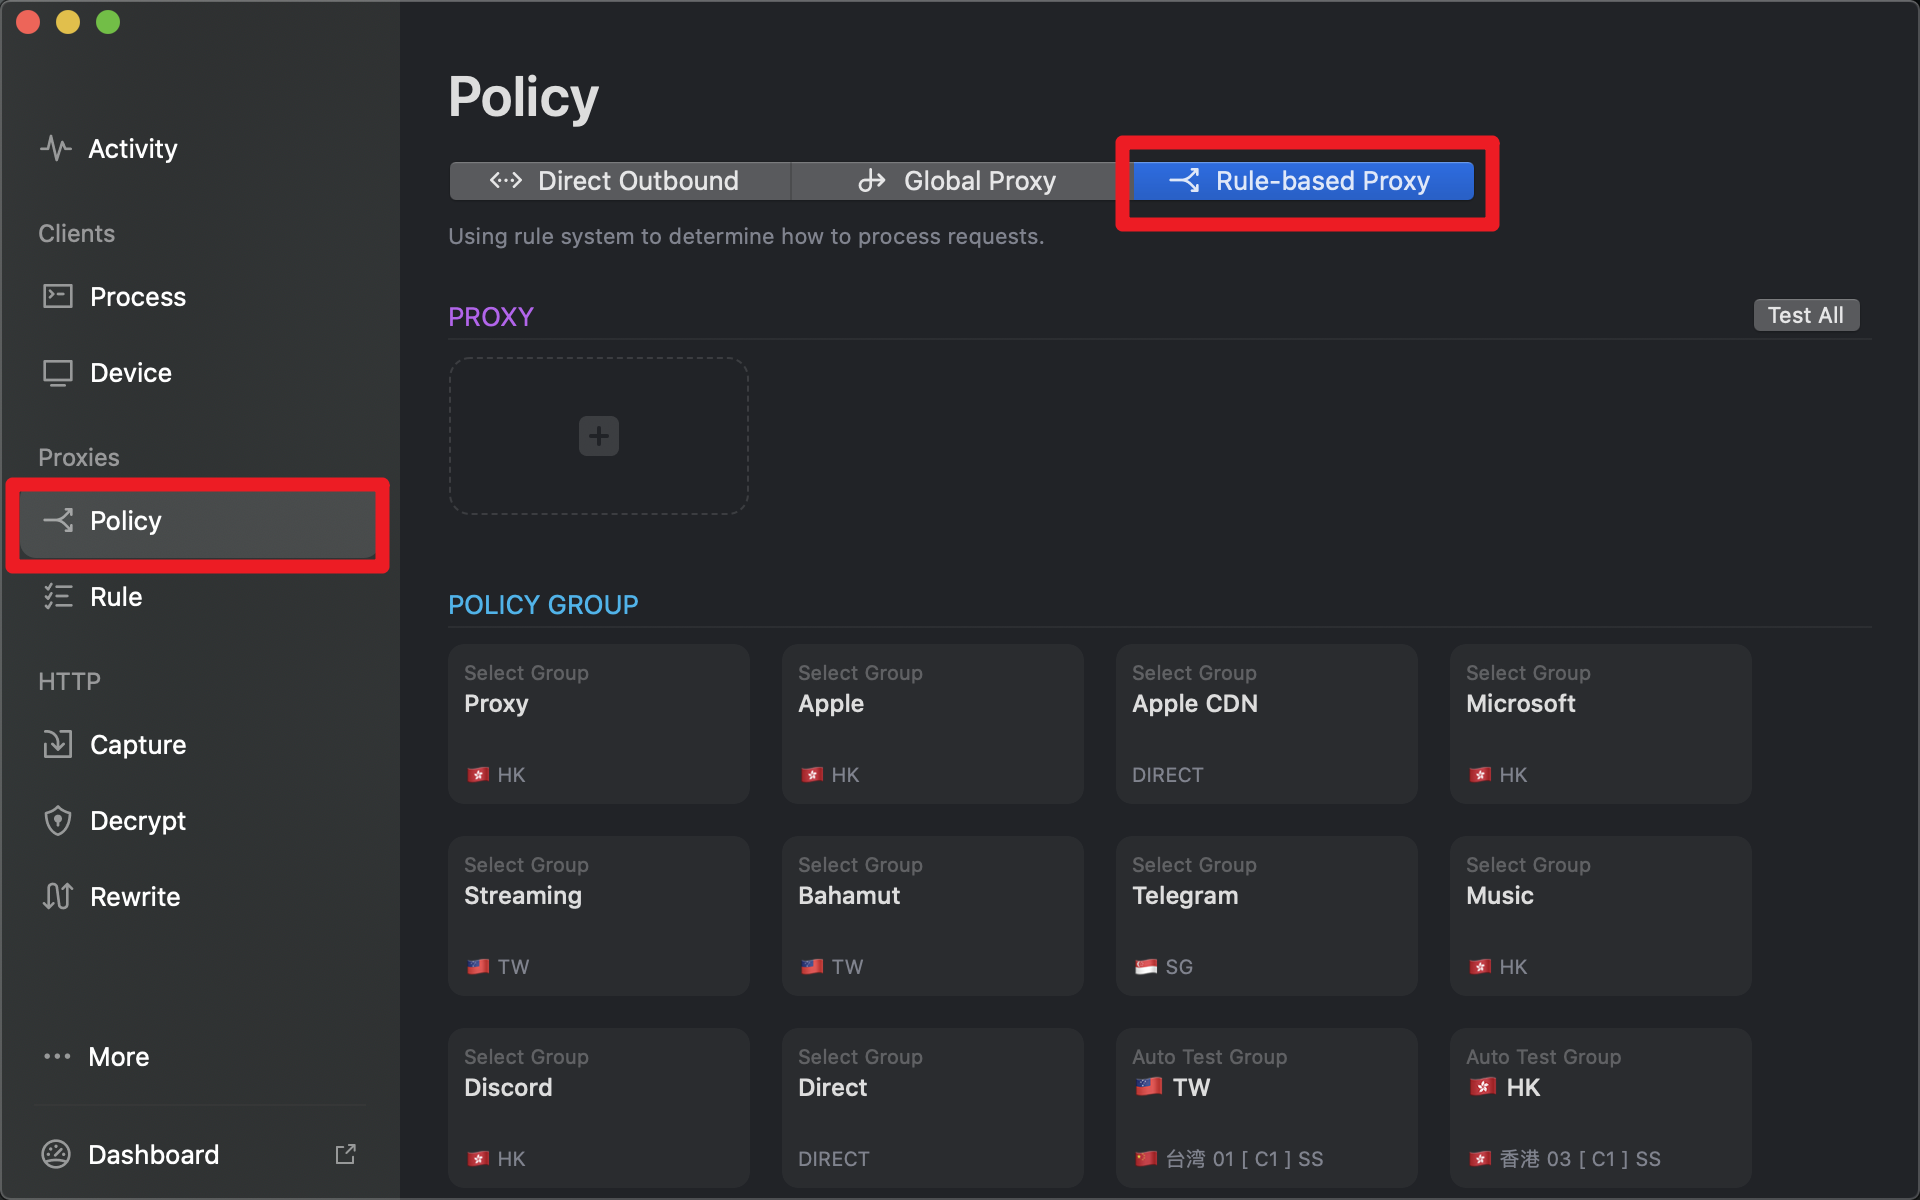 Activity
Clients
Process
Device
Proxies
Policy
Rule
HTTP
Capture
Decrypt
Rewrite
More
Dashboard
Policy
Direct Outbound
Global Proxy
Rule-based Proxy
Using rule system to determine how to process requests.
PROXY
Test All
POLICY GROUP
Select Group
Proxy
HK
Select Group
Apple
HK
Select Group
Apple CDN
DIRECT
Select Group
Microsoft
HK
Select Group
Streaming
TW
Select Group
Bahamut
TW
Select Group
Telegram
SG
Select Group
Music
HK
Select Group
Discord
HK
Select Group
Direct
DIRECT
Auto Test Group
TW
台湾 01 [ C1 ] SS
Auto Test Group
HK
香港 03 [ C1 ] SS